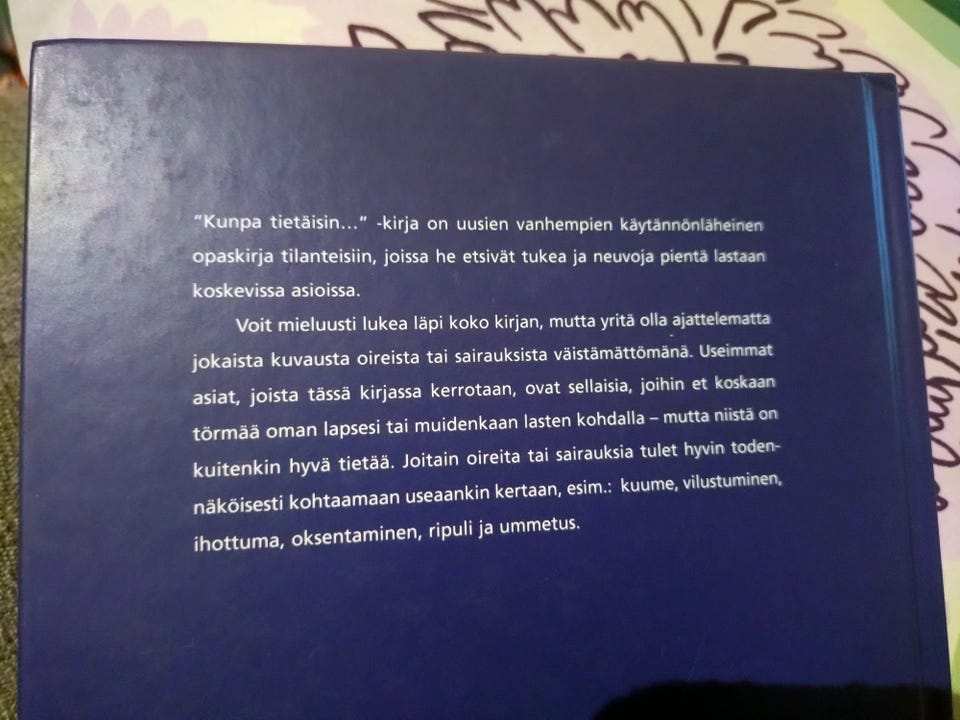 ”Kunpa tietäisin...” -kirja on uusien vanhempien käytännönläheinen
opaskirja tilanteisiin, joissa he etsivät tukea ja neuvoja pientä lastaan
koskevissa asioissa.
Voit mieluusti lukea läpi koko kirjan, mutta yritä olla ajattelematta
jokaista kuvausta oireista tai sairauksista väistämättömänä. Useimmat
asiat, joista tässä kirjassa kerrotaan, ovat sellaisia, joihin et koskaan
törmää oman lapsesi tai muidenkaan lasten kohdalla – mutta niistä on
kuitenkin hyvä tietää. Joitain oireita tai sairauksia tulet hyvin toden-
näköisesti kohtaamaan useaankin kertaan, esim.: kuume, vilustuminen,
ihottuma, oksentaminen, ripuli ja ummetus.